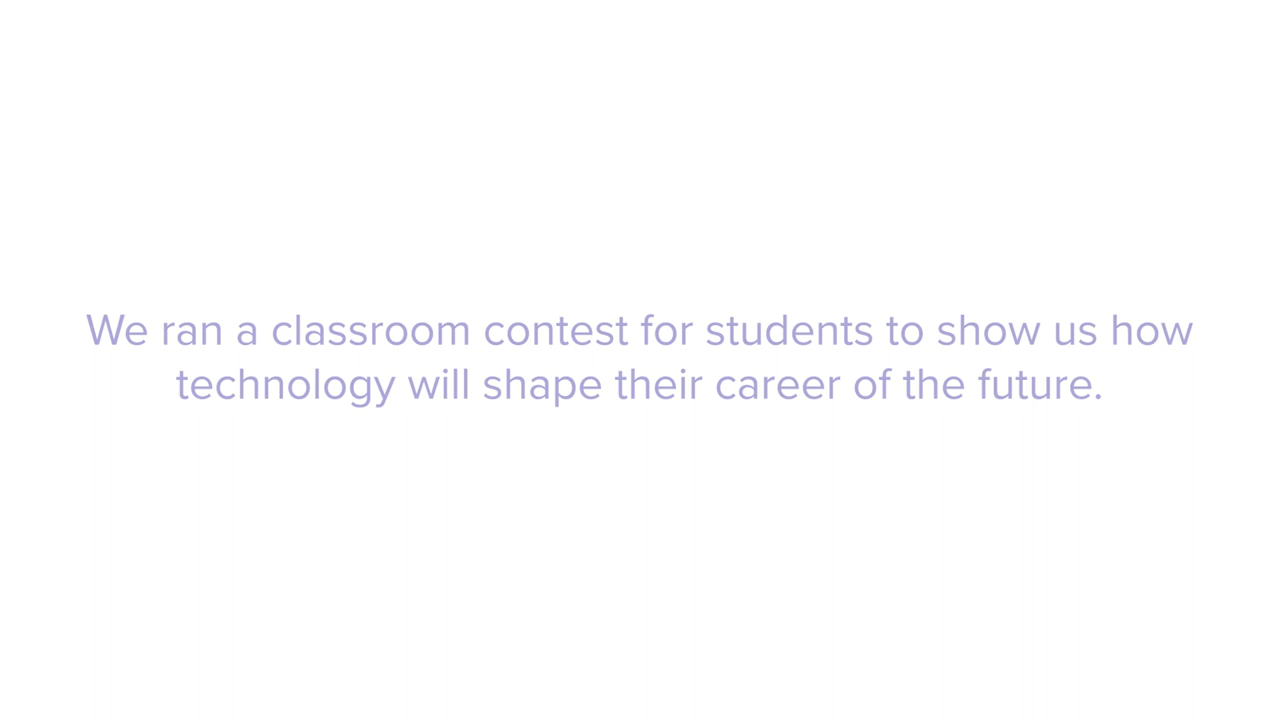 We ran a classroom contest for students to show us how
technology will shape their career of the future.